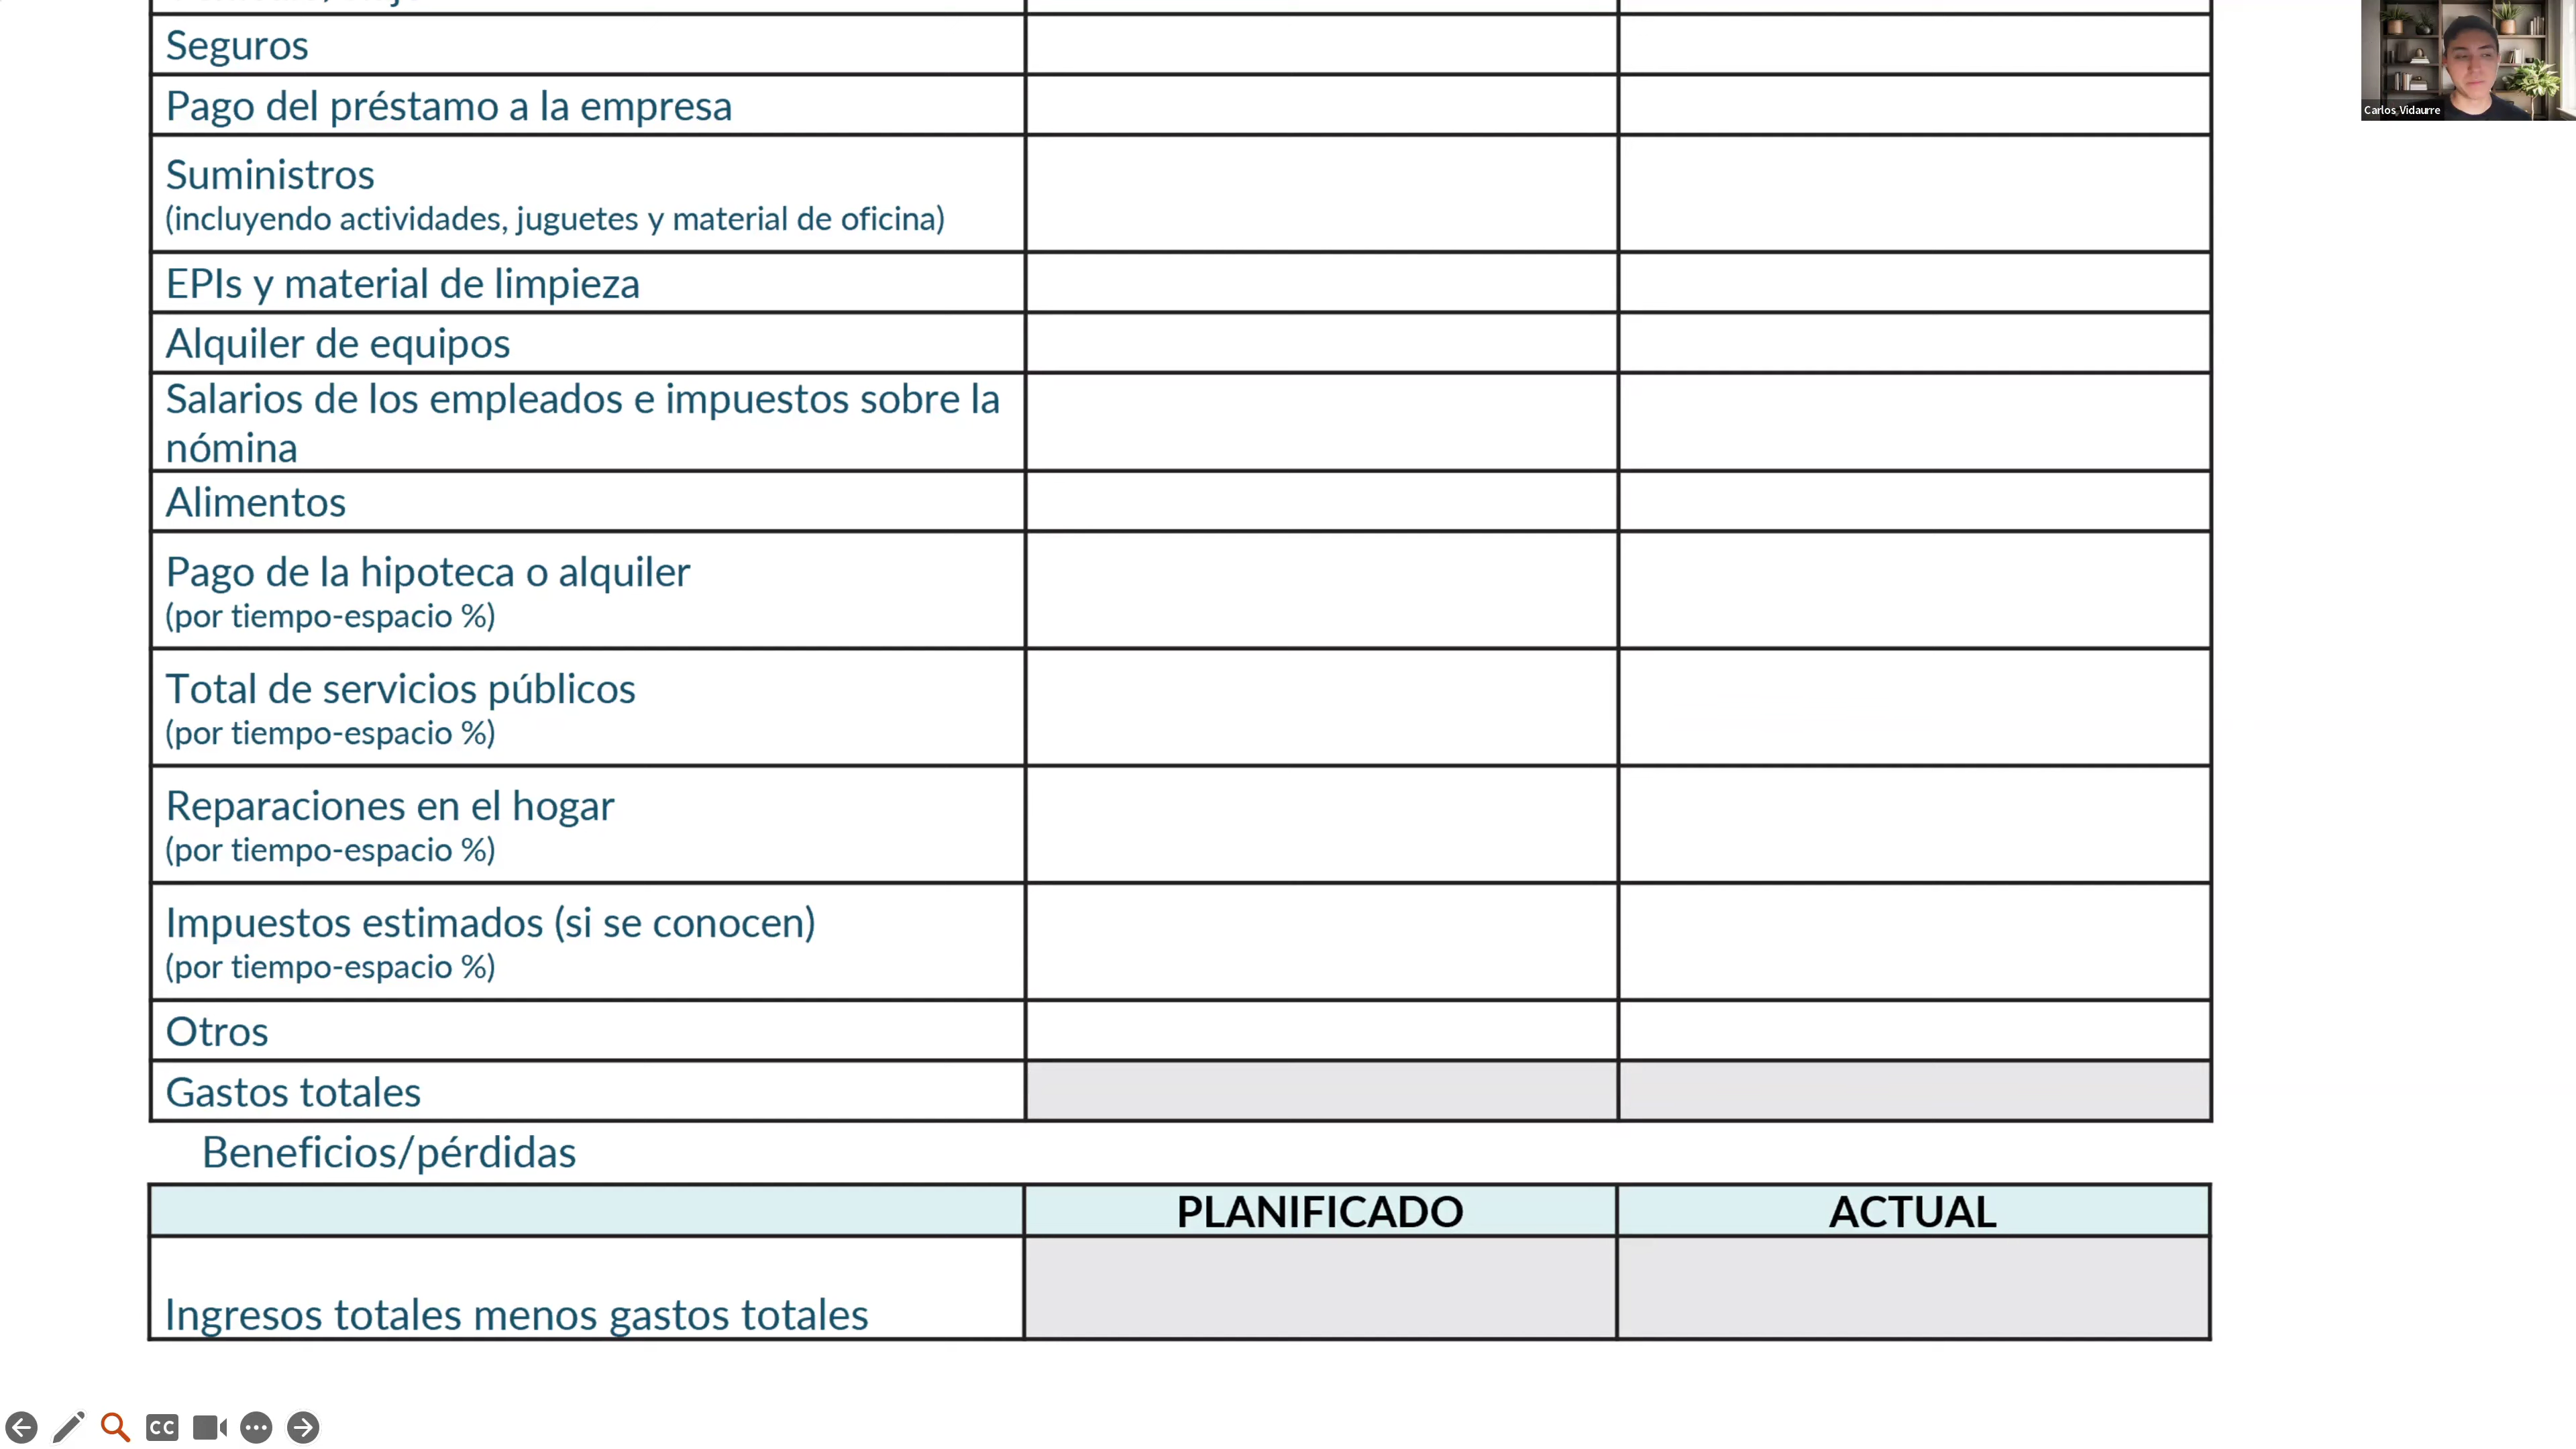 Seguros
Carlos Vidaurre
Pago del préstamo a la empresa
Suministros
(incluyendo actividades, juguetes y material de oficina)
EPIs y material de limpieza
Alquiler de equipos
Salarios de los empleados e impuestos sobre la
nómina
Alimentos
Pago de la hipoteca o alquiler
(por tiempo-espacio %)
Total de servicios públicos
(por tiempo-espacio %)
Reparaciones en el hogar
(por tiempo-espacio %)
Impuestos estimados (si se conocen)
(por tiempo-espacio %)
Otros
Gastos totales
Beneficios/pérdidas
PLANIFICADO ACTUAL
Ingresos totales menos gastos totales
CC